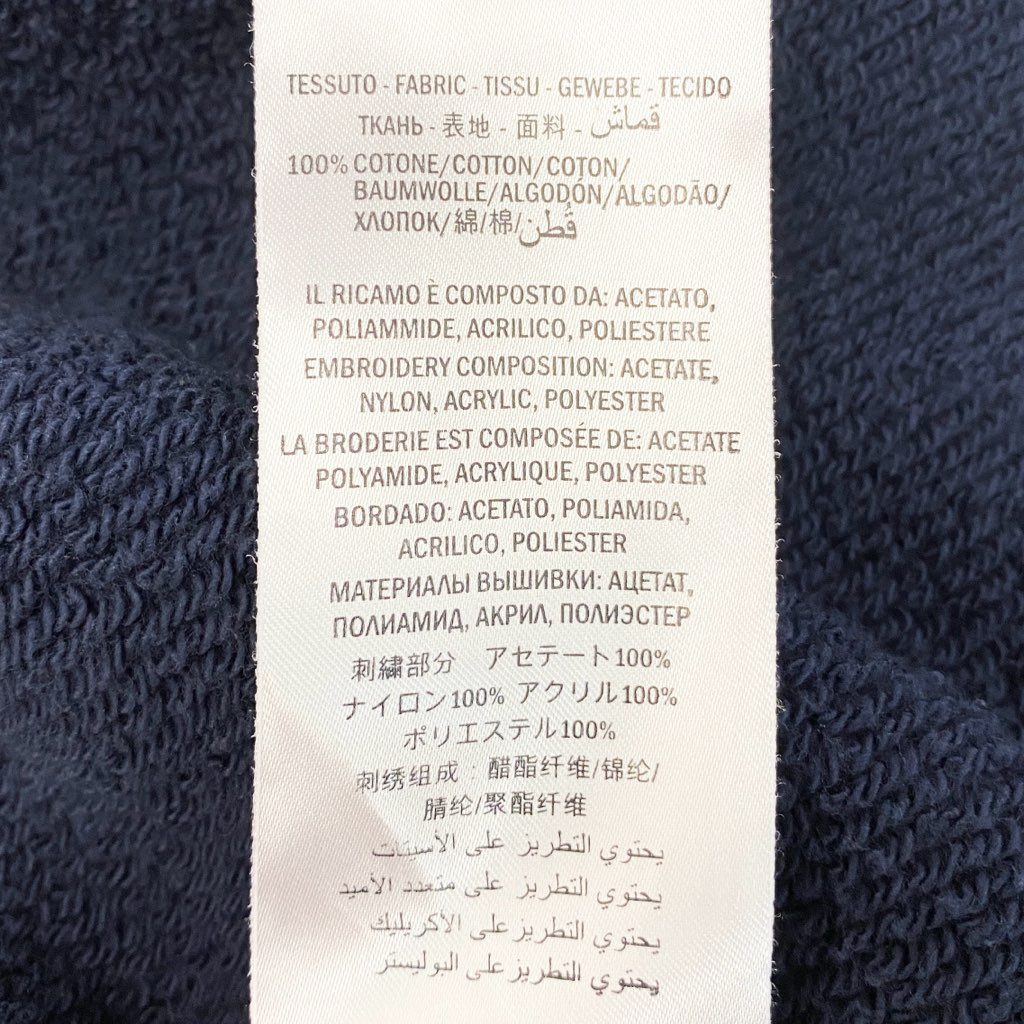 TESSUTO - FABRIC - TISSU - GEWEBE - TECIDO
ТКАНЬ - 表地 - 面料 - قماش
100% COTONE/COTTON/COTON/
BAUMWOLLE/ALGODÓN/ALGODÃO/
ХЛОПОК/綿/棉/قُطن
IL RICAMO È COMPOSTO DA: ACETATO,
POLIAMMIDE, ACRILICO, POLIESTERE
EMBROIDERY COMPOSITION: ACETATE,
NYLON, ACRYLIC, POLYESTER
LA BRODERIE EST COMPOSÉE DE: ACETATE
POLYAMIDE, ACRYLIQUE, POLYESTER
BORDADO: ACETATO, POLIAMIDA,
ACRILICO, POLIESTER
МАТЕРИАЛЫ ВЫШИВКИ: АЦЕТАТ,
ПОЛИАМИД, АКРИЛ, ПОЛИЭСТЕР
刺繍部分 アセテート100%
ナイロン100% アクリル100%
ポリエステル100%
刺绣组成：醋酯纤维/锦纶/
腈纶/聚酯纤维
يحتوي التطريز على الأسيتات
يحتوي التطريز على متعدد الأميد
يحتوي التطريز على الأكريليك
يحتوي التطريز على البوليستر